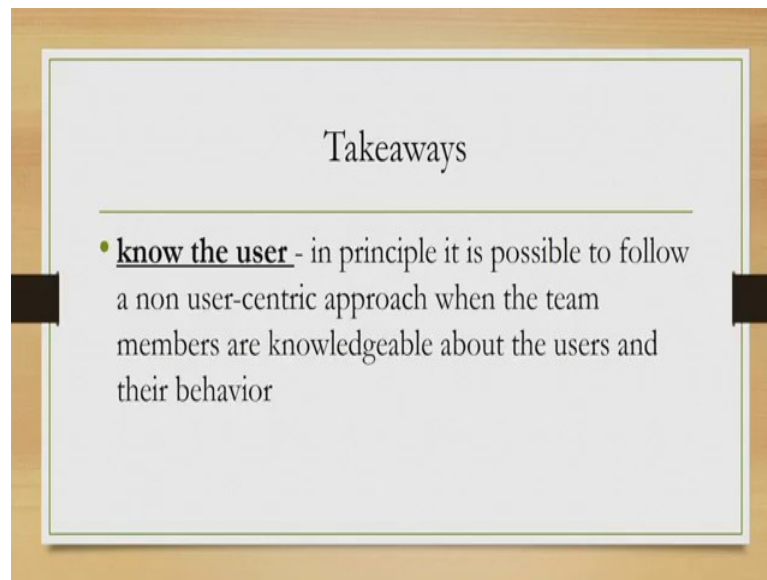 Takeaways
• know the user - in principle it is possible to follow
a non user-centric approach when the team
members are knowledgeable about the users and
their behavior